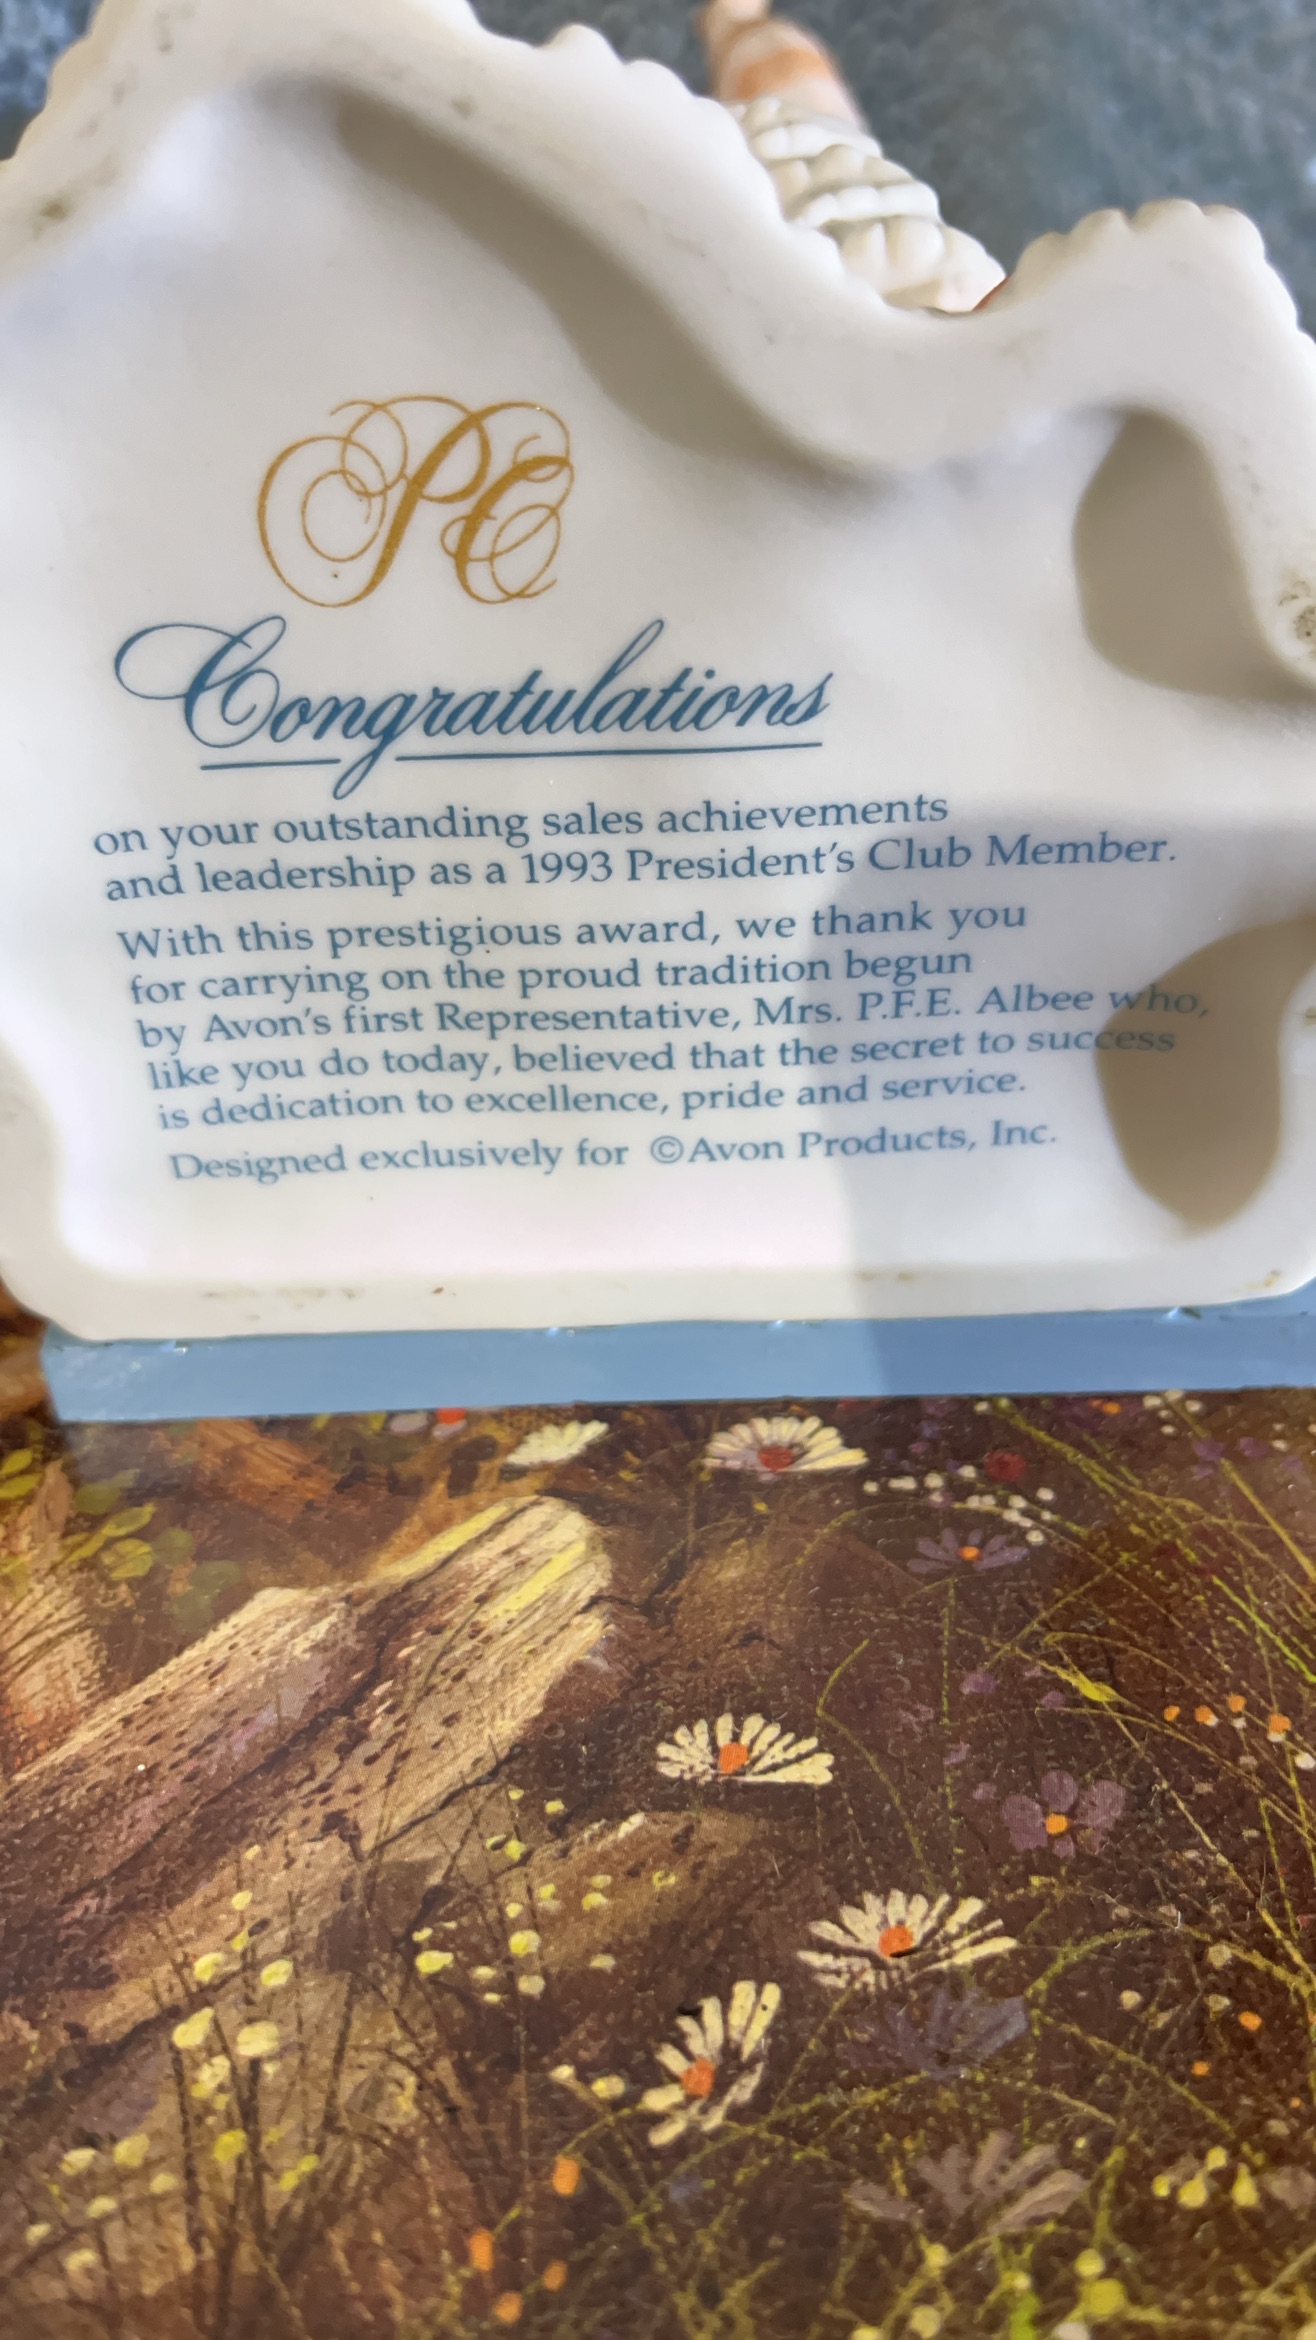 PC
Congratulations
on your outstanding sales achievements
and leadership as a 1993 President's Club Member.
With this prestigious award, we thank you
for carrying on the proud tradition begun
by Avon's first Representative, Mrs. P.F.E. Albee who,
like you do today, believed that the secret to success
is dedication to excellence, pride and service.
Designed exclusively for ©Avon Products, Inc.